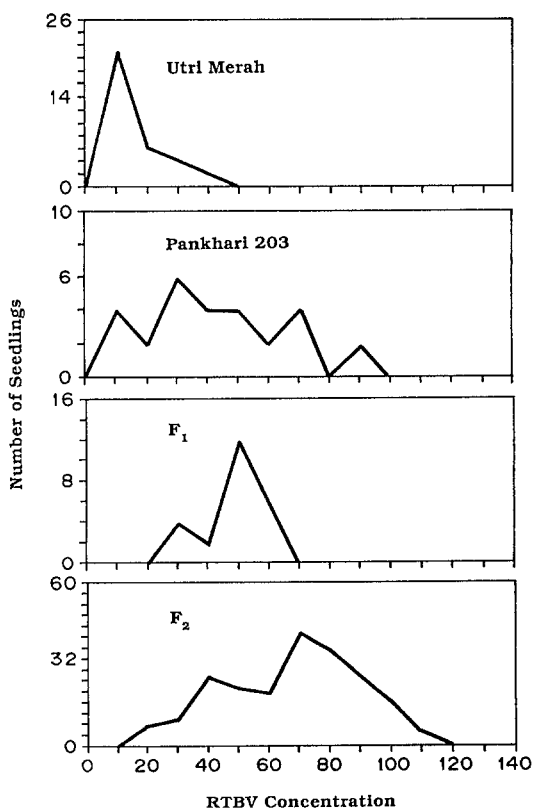 26
Utri Merah
14
0
10
Pankhari 203
6
0
16
F1
8
0
60
F2
32
0
0 20 40 60 80 100 120 140
Number of Seedlings
RTBV Concentration